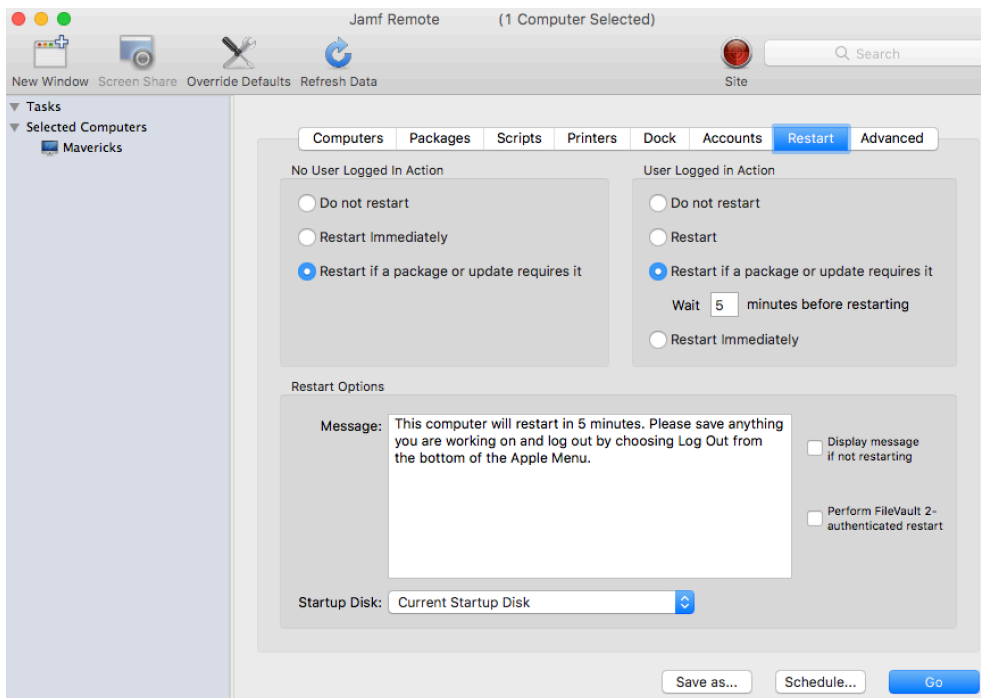 Jamf Remote (1 Computer Selected)
New Window Screen Share Override Defaults Refresh Data Site Search
Tasks
Selected Computers
Mavericks
Computers Packages Scripts Printers Dock Accounts Restart Advanced
No User Logged In Action
Do not restart
Restart Immediately
Restart if a package or update requires it
User Logged in Action
Do not restart
Restart
Restart if a package or update requires it
Wait 5 minutes before restarting
Restart Immediately
Restart Options
Message: This computer will restart in 5 minutes. Please save anything
you are working on and log out by choosing Log Out from
the bottom of the Apple Menu.
Display message
if not restarting
Perform FileVault 2-
authenticated restart
Startup Disk: Current Startup Disk
Save as... Schedule... Go